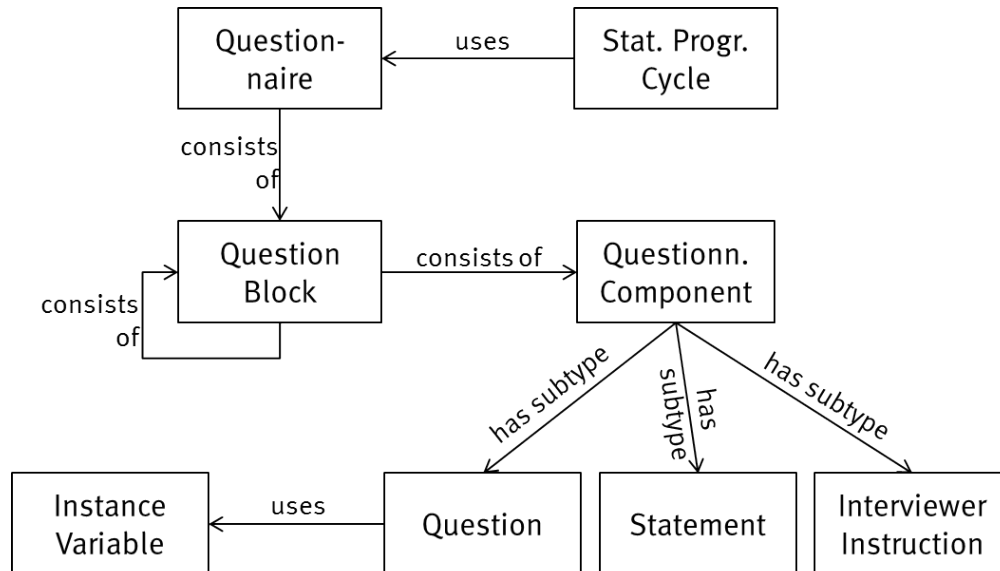 Question-
naire
uses
Stat. Progr.
Cycle
consists
of
Question
Block
consists of
Questionn.
Component
consists
of
has subtype
has
subtype
has subtype
Instance
Variable
uses
Question
Statement
Interviewer
Instruction